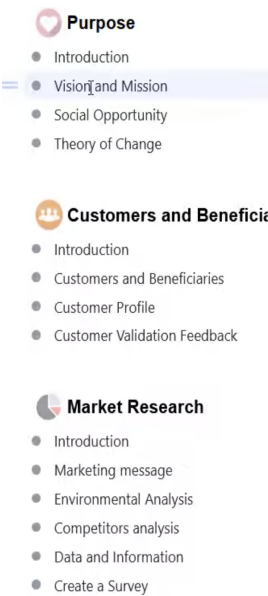 Purpose
Introduction
Vision and Mission
Social Opportunity
Theory of Change
Customers and Beneficia
Introduction
Customers and Beneficiaries
Customer Profile
Customer Validation Feedback
Market Research
Introduction
Marketing message
Environmental Analysis
Competitors analysis
Data and Information
Create a Survey